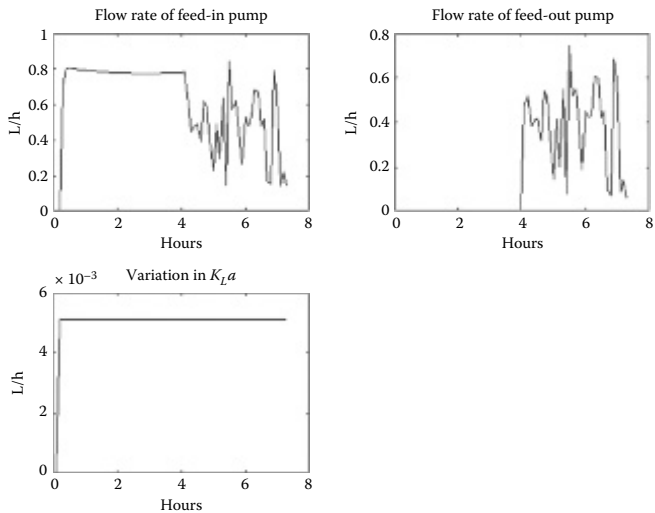 Flow rate of feed-in pump
1
0.8
0.6
0.4
0.2
0
L/h
0 2 4 6 8
Hours
Flow rate of feed-out pump
0.8
0.6
0.4
0.2
0
L/h
0 2 4 6 8
Hours
× 10⁻³ Variation in K_L a
6
4
2
0
L/h
0 2 4 6 8
Hours